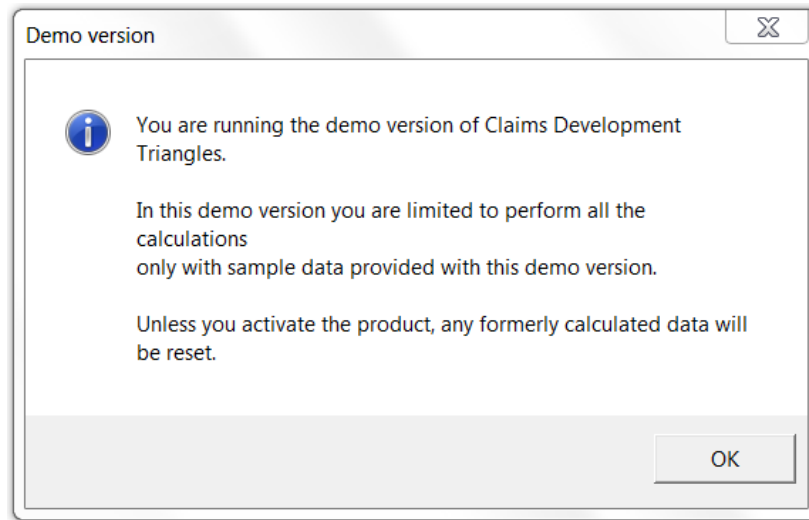 Demo version
You are running the demo version of Claims Development
Triangles.
In this demo version you are limited to perform all the
calculations
only with sample data provided with this demo version.
Unless you activate the product, any formerly calculated data will
be reset.
OK